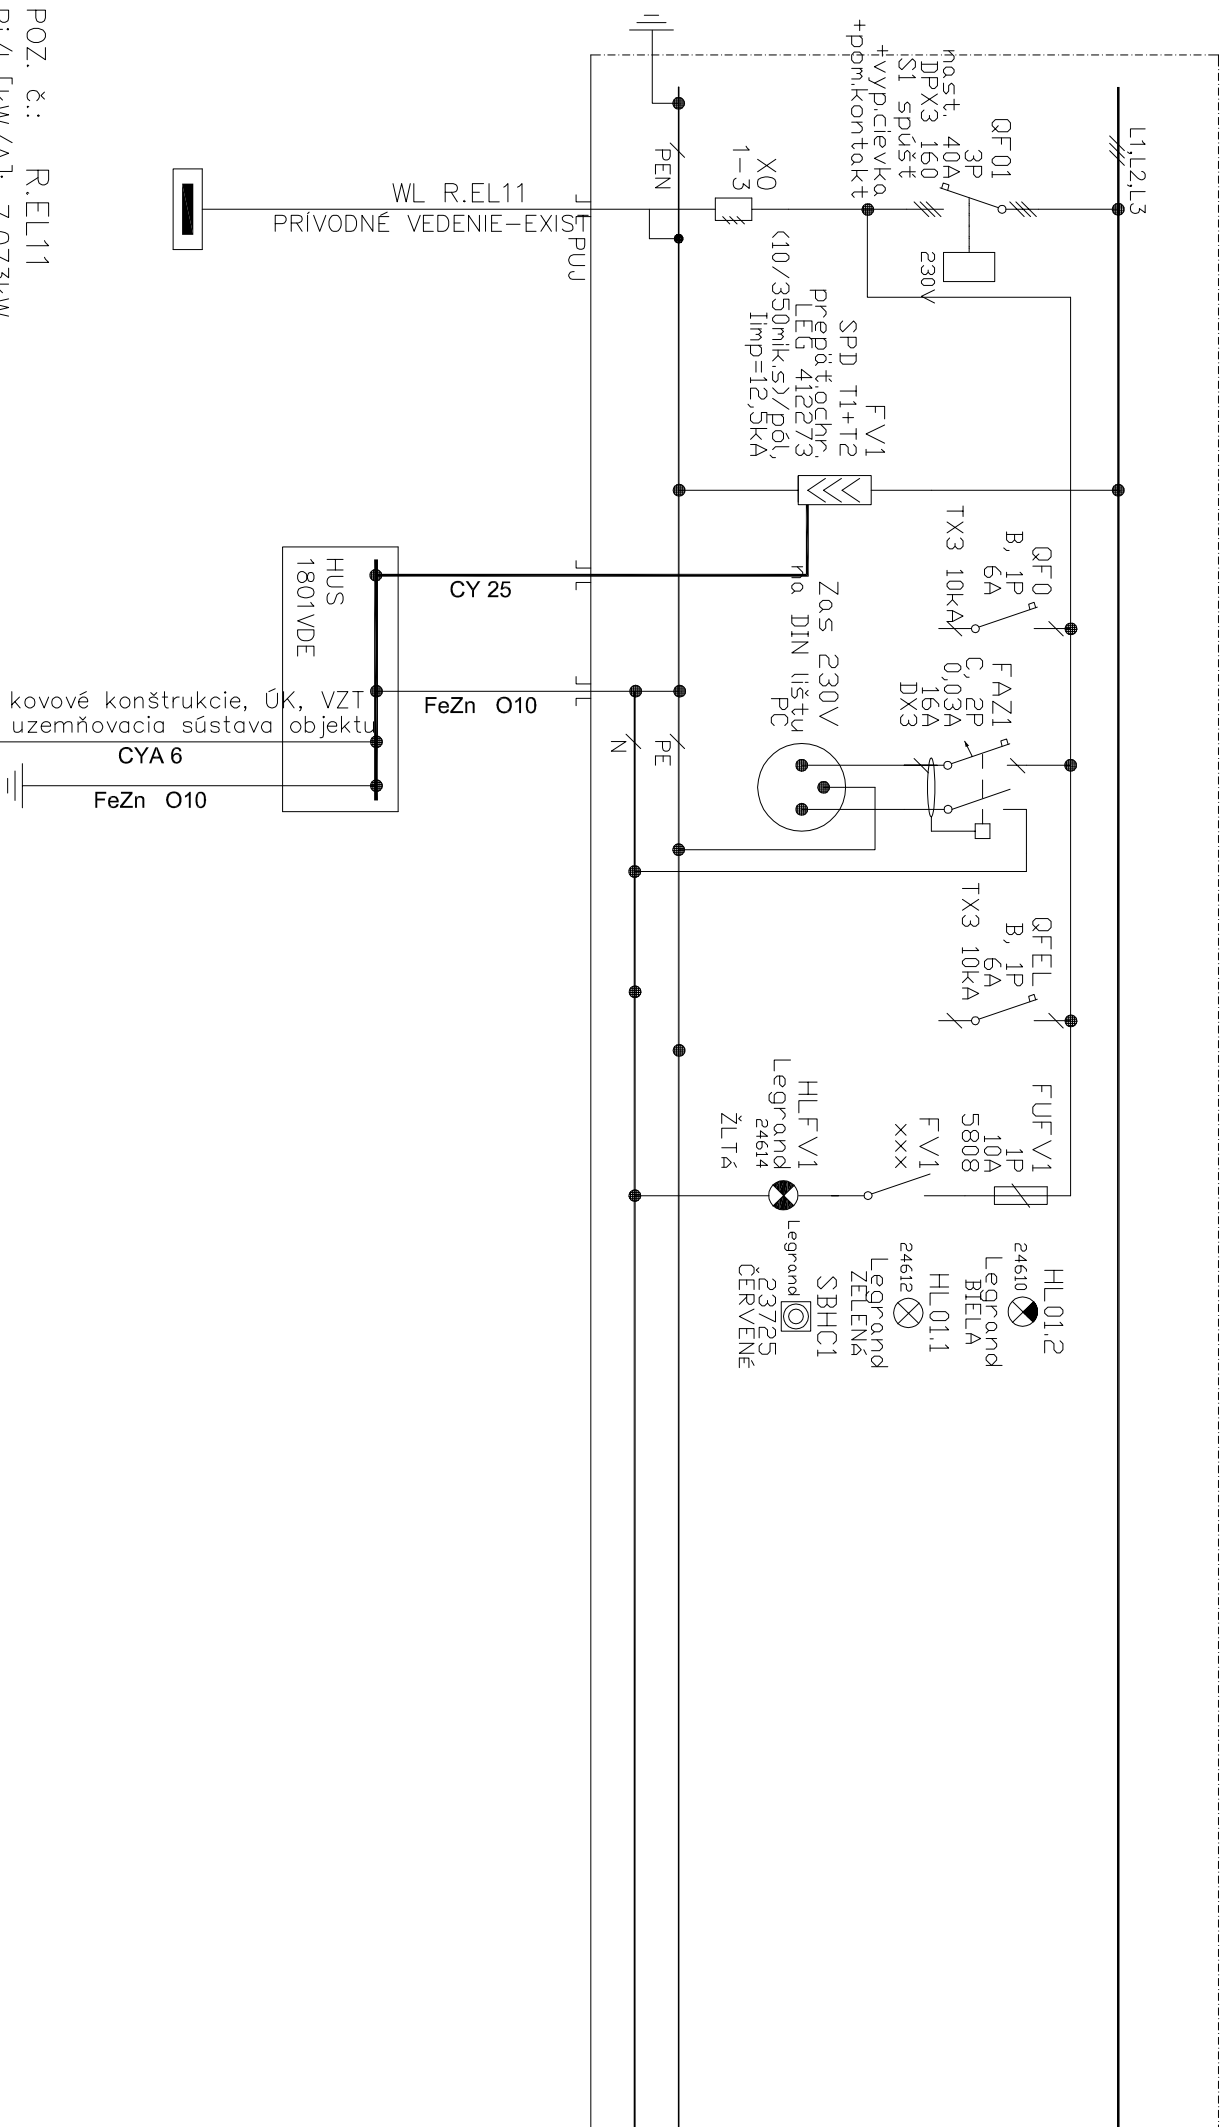 L1,L2,L3
QF01
3P
nast. 40A
DPX3 160
S1 spúšť
+vyp.cievka
+pom.kontakt
230V
X0
1-3
PEN
PUJ
WL R.EL11
PRÍVODNÉ VEDENIE-EXIST
POZ. č.: R.EL11
FV1
SPD T1+T2
prepäť.ochr.
LEG 412273
(10/350mik.s)/pól,
Iimp=12,5kA
CY 25
HUS
1801VDE
QF0
B, 1P
6A
TX3 10kA
Zas 230V
na DIN lištu
PC
FAZ1
C, 2P
0,03A
16A
DX3
PE
N
FeZn O10
kovové konštrukcie, ÚK, VZT
uzemňovacia sústava objektu
CYA 6
FeZn O10
QFEL
B, 1P
6A
TX3 10kA
FUFV1
1P
10A
5808
FV1
xxx
HLFV1
Legrand
24614
ŽLTÁ
HL01.2
24610
Legrand
BIELA
HL01.1
24612
Legrand
ZELENÁ
SBHC1
Legrand
23725
ČERVENÉ